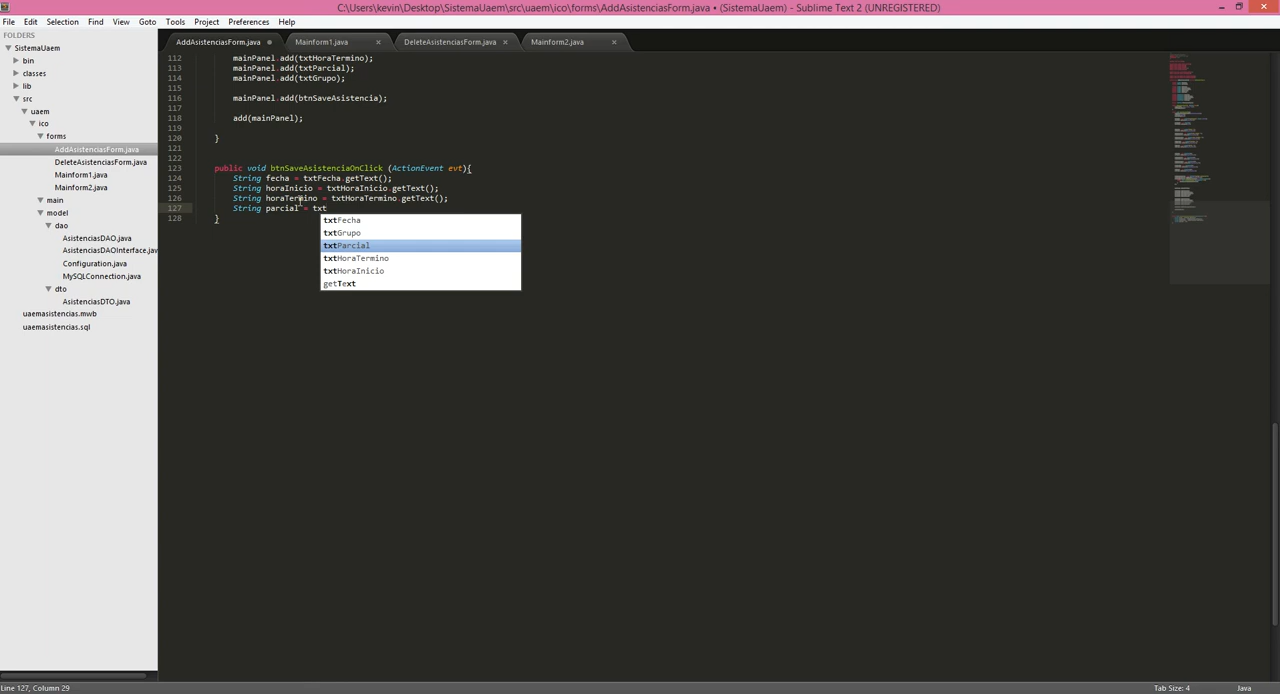 C:\Users\kevin\Desktop\SistemaUaem\src\uaem\ico\forms\AddAsistenciasForm.java • (SistemaUaem) - Sublime Text 2 (UNREGISTERED)
File Edit Selection Find View Goto Tools Project Preferences Help
FOLDERS
SistemaUaem
bin
classes
lib
src
uaem
ico
forms
AddAsistenciasForm.java
DeleteAsistenciasForm.java
Mainform1.java
Mainform2.java
main
model
dao
AsistenciasDAO.java
AsistenciasDAOInterface.jav
Configuration.java
MySQLConnection.java
dto
AsistenciasDTO.java
uaemasistencias.mwb
uaemasistencias.sql
AddAsistenciasForm.java Mainform1.java DeleteAsistenciasForm.java Mainform2.java
112 mainPanel.add(txtHoraTermino);
113 mainPanel.add(txtParcial);
114 mainPanel.add(txtGrupo);
115
116 mainPanel.add(btnSaveAsistencia);
117
118 add(mainPanel);
119
120 }
121
122
123 public void btnSaveAsistenciaOnClick (ActionEvent evt){
124 String fecha = txtFecha.getText();
125 String horaInicio = txtHoraInicio.getText();
126 String horaTermino = txtHoraTermino.getText();
127 String parcial = txt
128 }
txtFecha
txtGrupo
txtParcial
txtHoraTermino
txtHoraInicio
getText
Line 127, Column 29 Tab Size: 4 Java